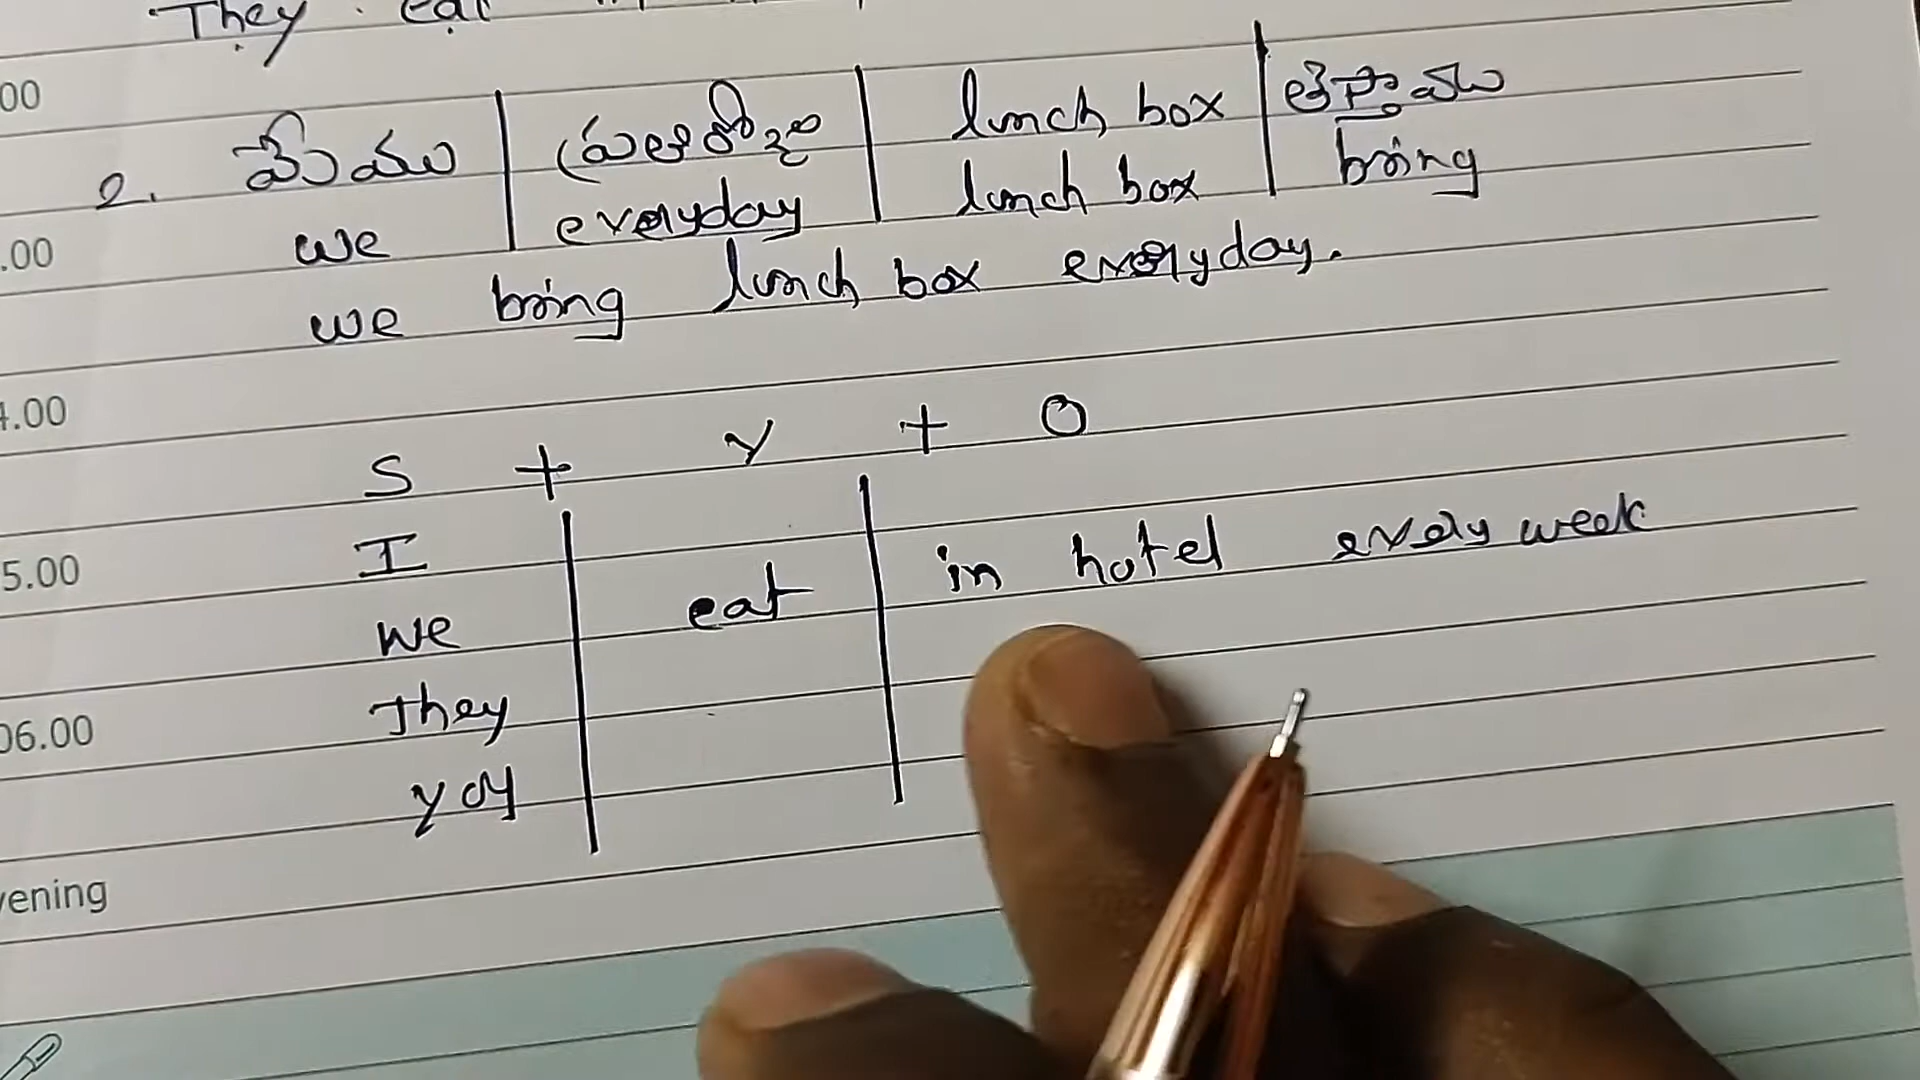 They eat
00
2. మేము | ప్రతిరోజు | lunch box | తెస్తాము
we everyday lunch box bring
.00
we bring lunch box everyday.
4.00
S + V + O
I eat in hotel every week
5.00
we
They
06.00
you
vening